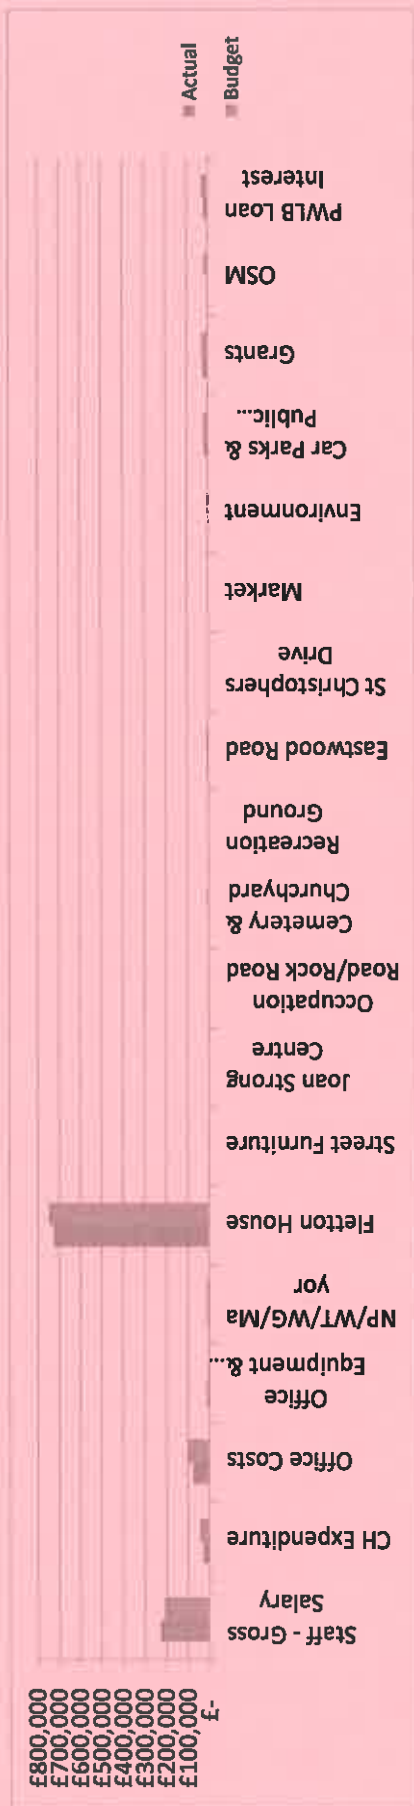 £800,000
£700,000
£600,000
£500,000
£400,000
£300,000
£200,000
£100,000
£-
Staff - Gross
Salary
CH Expenditure
Office Costs
Office
Equipment &...
NP/WT/WG/Ma
yor
Fletton House
Street Furniture
Joan Strong
Centre
Occupation
Road/Rock Road
Cemetery &
Churchyard
Recreation
Ground
Eastwood Road
St Christophers
Drive
Market
Environment
Car Parks &
Public...
Grants
OSM
PWLB Loan
Interest
Actual
Budget